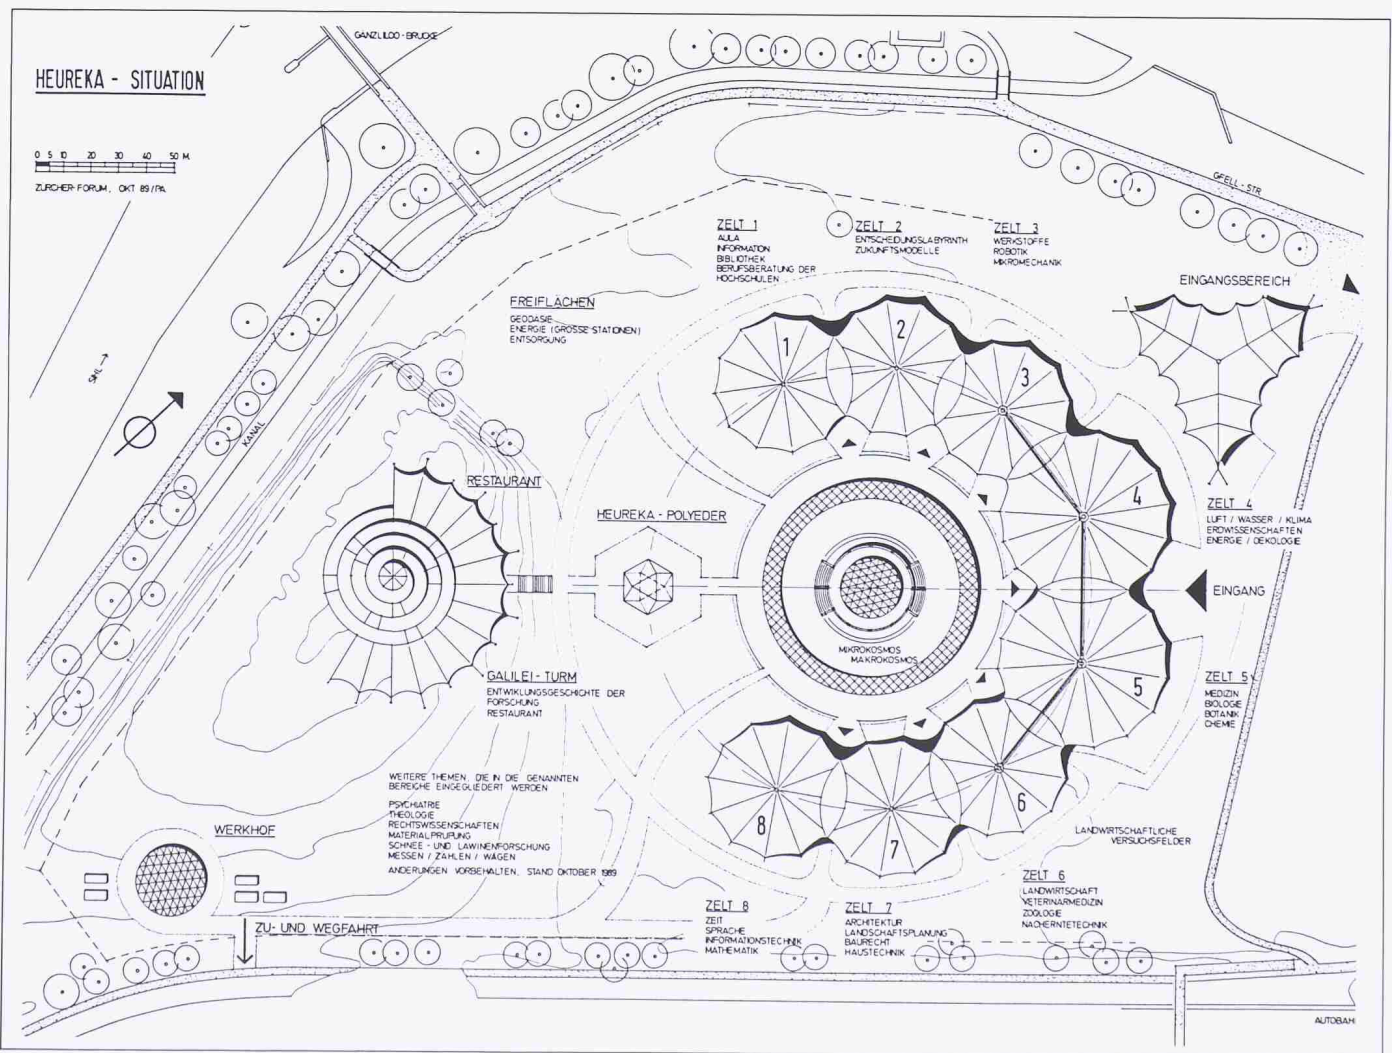 GANZLILOO - BRÜCKE
HEUREKA - SITUATION
0 5 10 20 30 40 50 M.
ZÜRCHER FORUM, OKT 89 / PA.
GFELL - STR
ZELT 1
AULA
INFORMATION
BIBLIOTHEK
BERUFSBERATUNG DER
HOCHSCHULEN
ZELT 2
ENTSCHEIDUNGSLABYRINTH
ZUKUNFTSMODELLE
ZELT 3
WERKSTOFFE
ROBOTIK
MIKROMECHANIK
EINGANGSBEREICH
FREIFLÄCHEN
GEODÄSIE
ENERGIE (GROSSE STATIONEN)
ENTSORGUNG
1
2
3
SIHL
KANAL
RESTAURANT
4
HEUREKA - POLYEDER
ZELT 4
LUFT / WASSER / KLIMA
ERDWISSENSCHAFTEN
ENERGIE / OEKOLOGIE
EINGANG
MIKROKOSMOS
MAKROKOSMOS
GALILEI - TURM
ENTWIKLUNGSGESCHICHTE DER
FORSCHUNG
RESTAURANT
5
ZELT 5
MEDIZIN
BIOLOGIE
BOTANIK
CHEMIE
WEITERE THEMEN, DIE IN DIE GENANNTEN
BEREICHE EINGEGLIEDERT WERDEN
PSYCHIATRIE
THEOLOGIE
RECHTSWISSENSCHAFTEN
MATERIALPRÜFUNG
SCHNEE - UND LAWINENFORSCHUNG
MESSEN / ZÄHLEN / WÄGEN
ÄNDERUNGEN VORBEHALTEN, STAND OKTOBER 1989
6
8
7
WERKHOF
LANDWIRTSCHAFTLICHE
VERSUCHSFELDER
ZELT 6
LANDWIRTSCHAFT
VETERINÄRMEDIZIN
ZOOLOGIE
NACHERNTETECHNIK
ZELT 8
ZEIT
SPRACHE
INFORMATIONSTECHNIK
MATHEMATIK
ZELT 7
ARCHITEKTUR
LANDSCHAFTSPLANUNG
BAURECHT
HAUSTECHNIK
ZU- UND WEGFAHRT
AUTOBAH